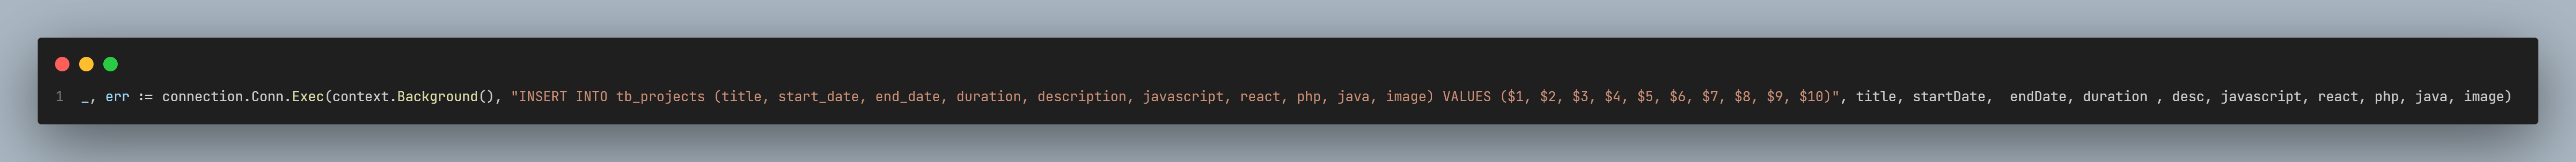 1 _, err := connection.Conn.Exec(context.Background(), "INSERT INTO tb_projects (title, start_date, end_date, duration, description, javascript, react, php, java, image) VALUES ($1, $2, $3, $4, $5, $6, $7, $8, $9, $10)", title, startDate,  endDate, duration , desc, javascript, react, php, java, image)